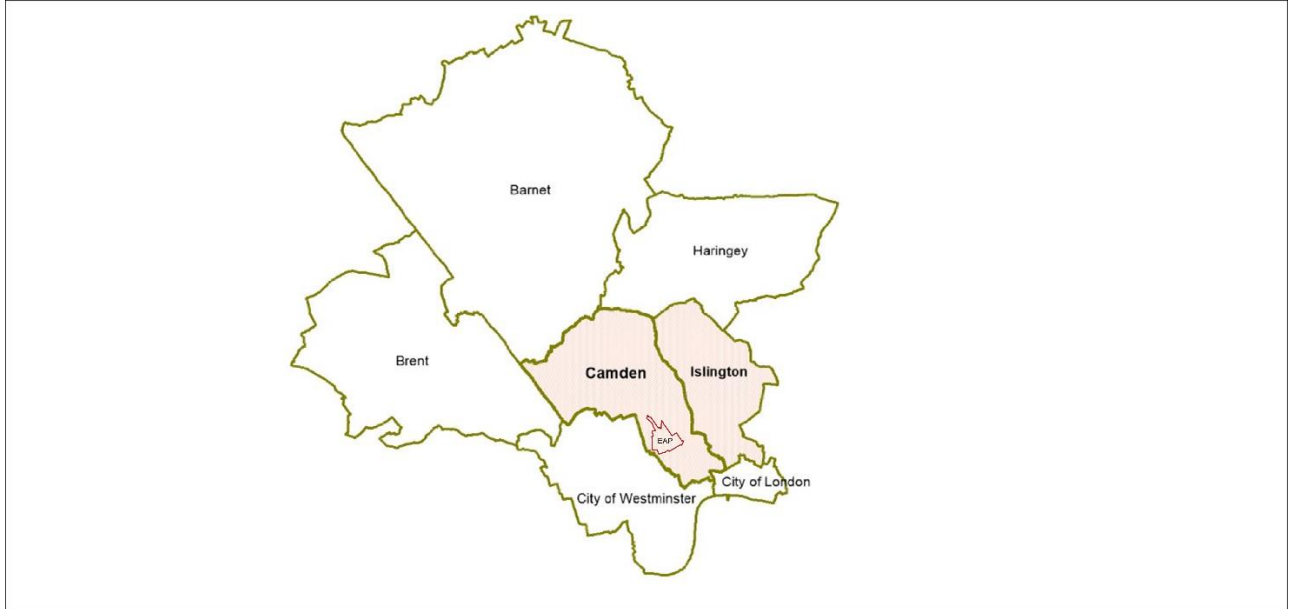 Barnet
Haringey
Brent
Camden
Islington
EAP
City of London
City of Westminster